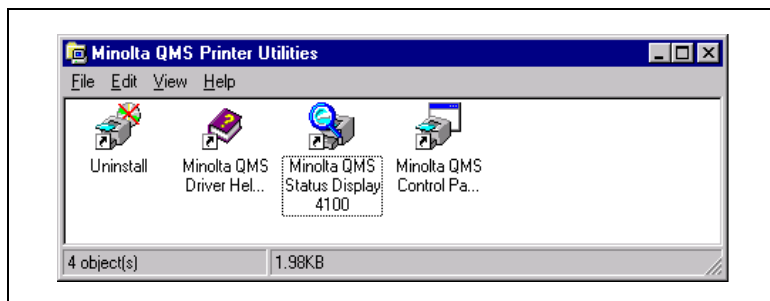 Minolta QMS Printer Utilities
File Edit View Help
Uninstall
Minolta QMS
Driver Hel...
Minolta QMS
Status Display
4100
Minolta QMS
Control Pa...
4 object(s)
1.98KB